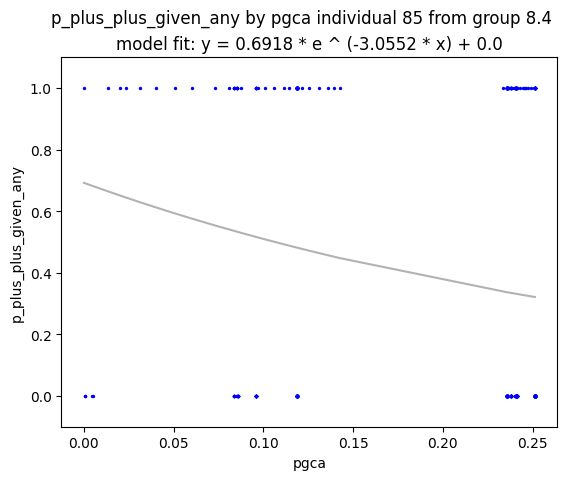 p_plus_plus_given_any by pgca individual 85 from group 8.4
model fit: y = 0.6918 * e ^ (-3.0552 * x) + 0.0
p_plus_plus_given_any
1.0
0.8
0.6
0.4
0.2
0.0
0.00 0.05 0.10 0.15 0.20 0.25
pgca